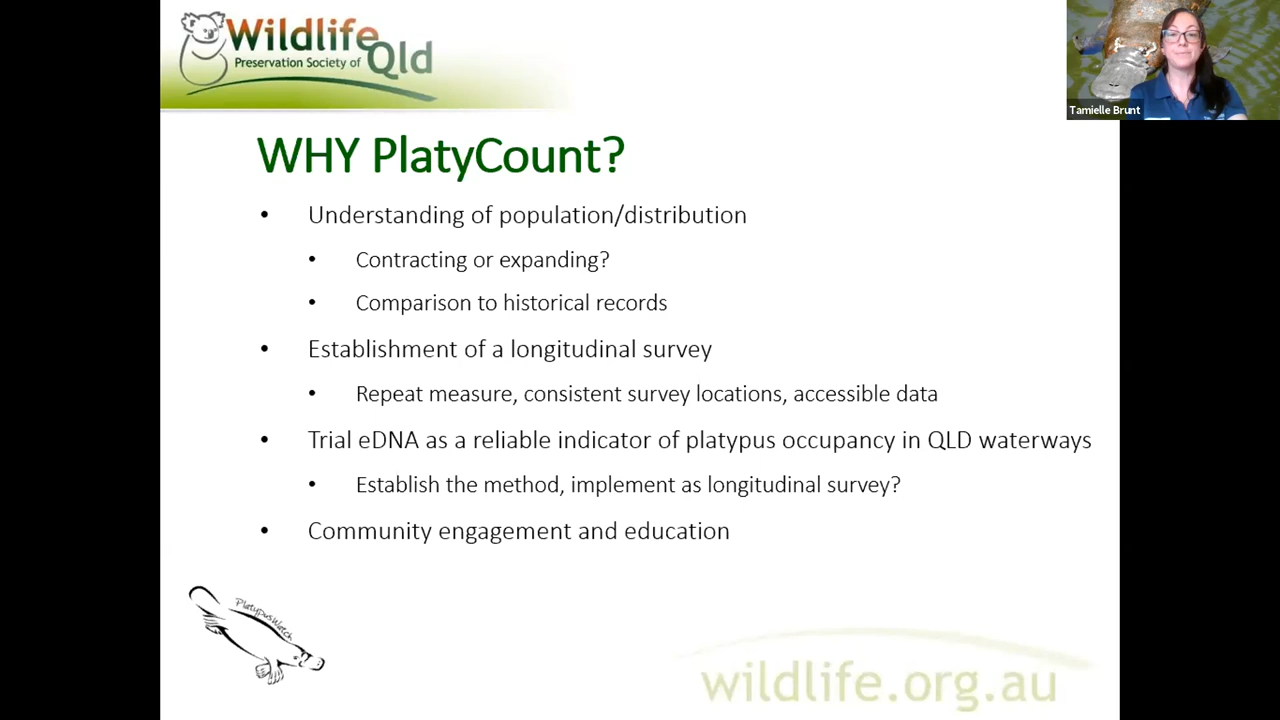 Wildlife
Preservation Society of Qld
Tamielle Brunt
WHY PlatyCount?
• Understanding of population/distribution
• Contracting or expanding?
• Comparison to historical records
• Establishment of a longitudinal survey
• Repeat measure, consistent survey locations, accessible data
• Trial eDNA as a reliable indicator of platypus occupancy in QLD waterways
• Establish the method, implement as longitudinal survey?
• Community engagement and education
PlatypusWatch
wildlife.org.au